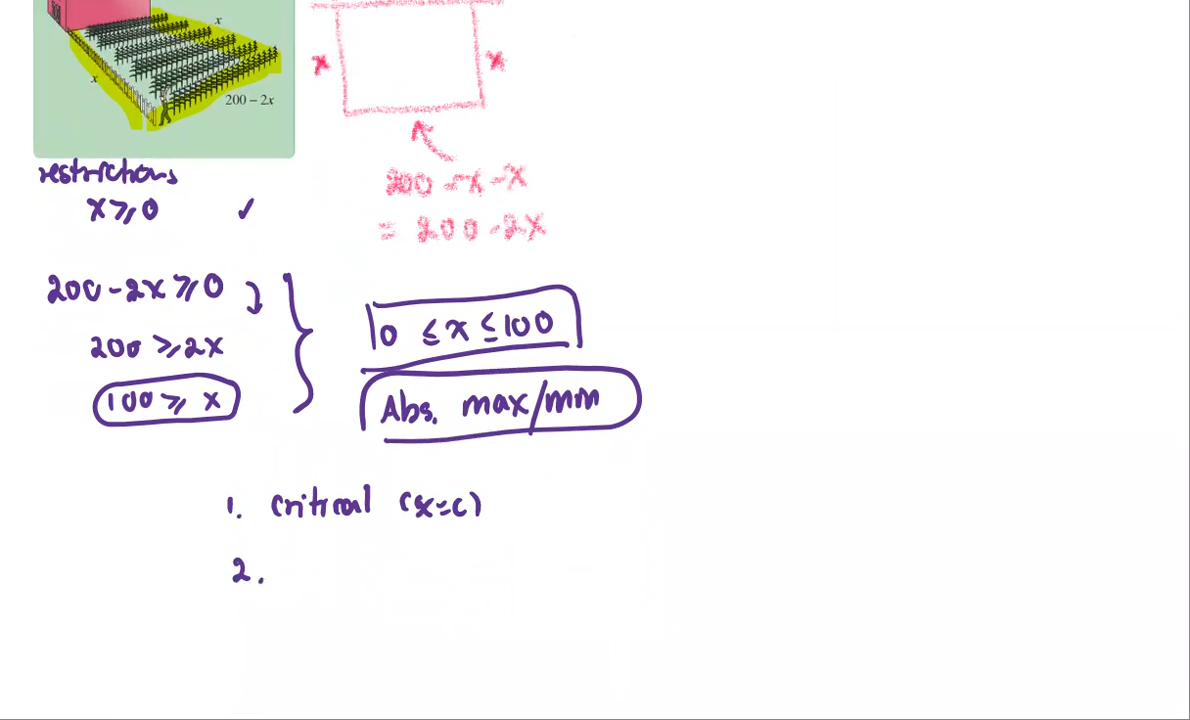 x
x
200 – 2x
x
x
200 - x - x
= 200 - 2x
restrictions
x ≥ 0 ✓
200 - 2x ≥ 0
200 ≥ 2x
100 ≥ x
0 ≤ x ≤ 100
Abs. max/min
1. Critical (x=c)
2.